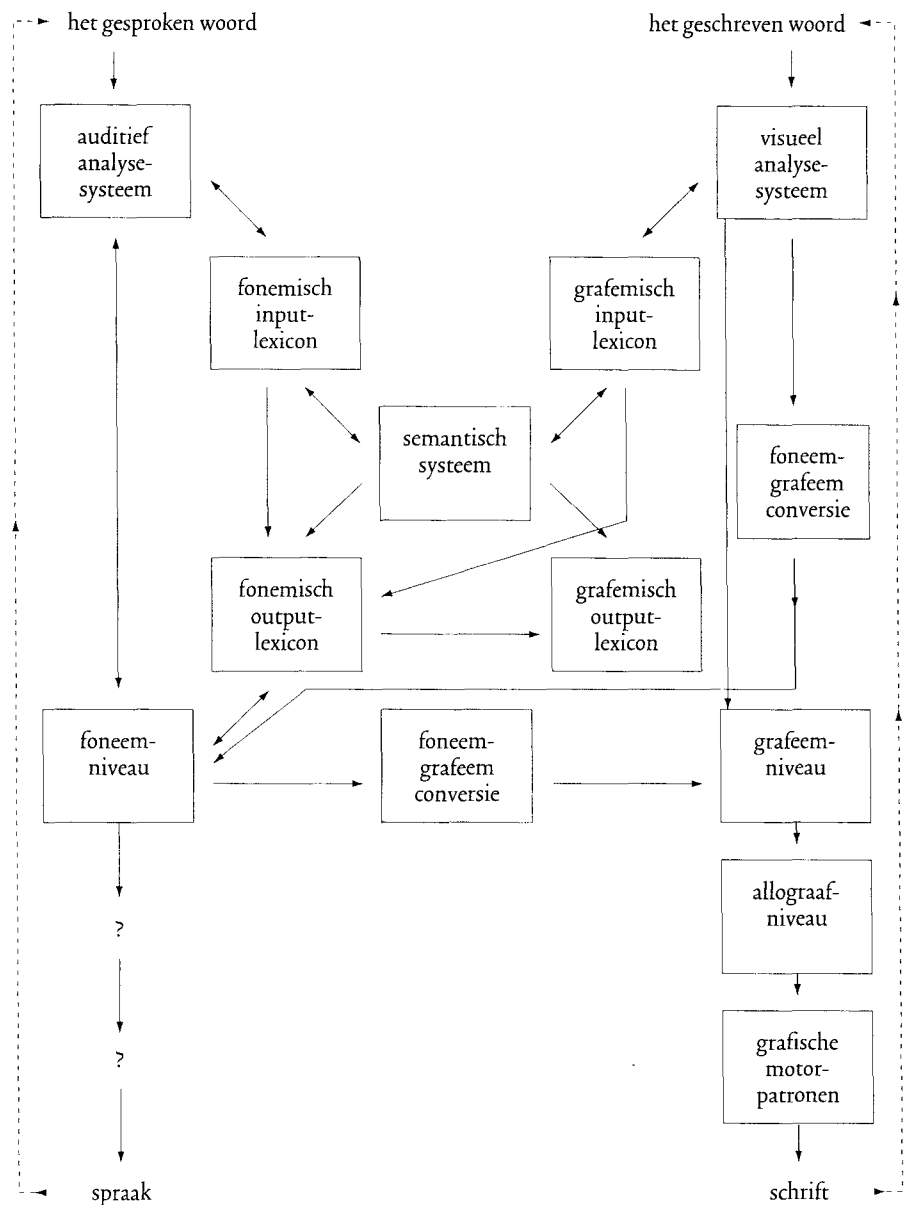 het gesproken woord
het geschreven woord
auditief
analyse-
systeem
visueel
analyse-
systeem
fonemisch
input-
lexicon
grafemisch
input-
lexicon
semantisch
systeem
foneem-
grafeem
conversie
fonemisch
output-
lexicon
grafemisch
output-
lexicon
foneem-
niveau
foneem-
grafeem
conversie
grafeem-
niveau
?
allograaf-
niveau
?
grafische
motor-
patronen
spraak
schrift